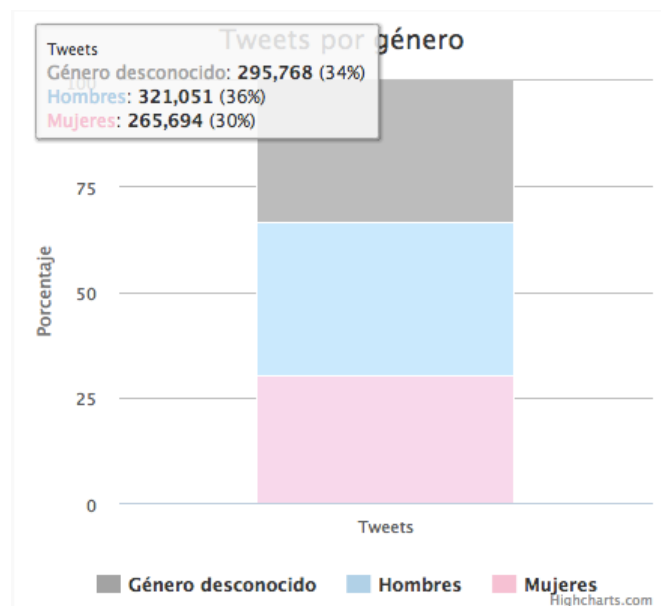 Tweets por género
Tweets
Género desconocido: 295,768 (34%)
Hombres: 321,051 (36%)
Mujeres: 265,694 (30%)
100
75
50
25
0
Porcentaje
Tweets
Género desconocido
Hombres
Mujeres
Highcharts.com